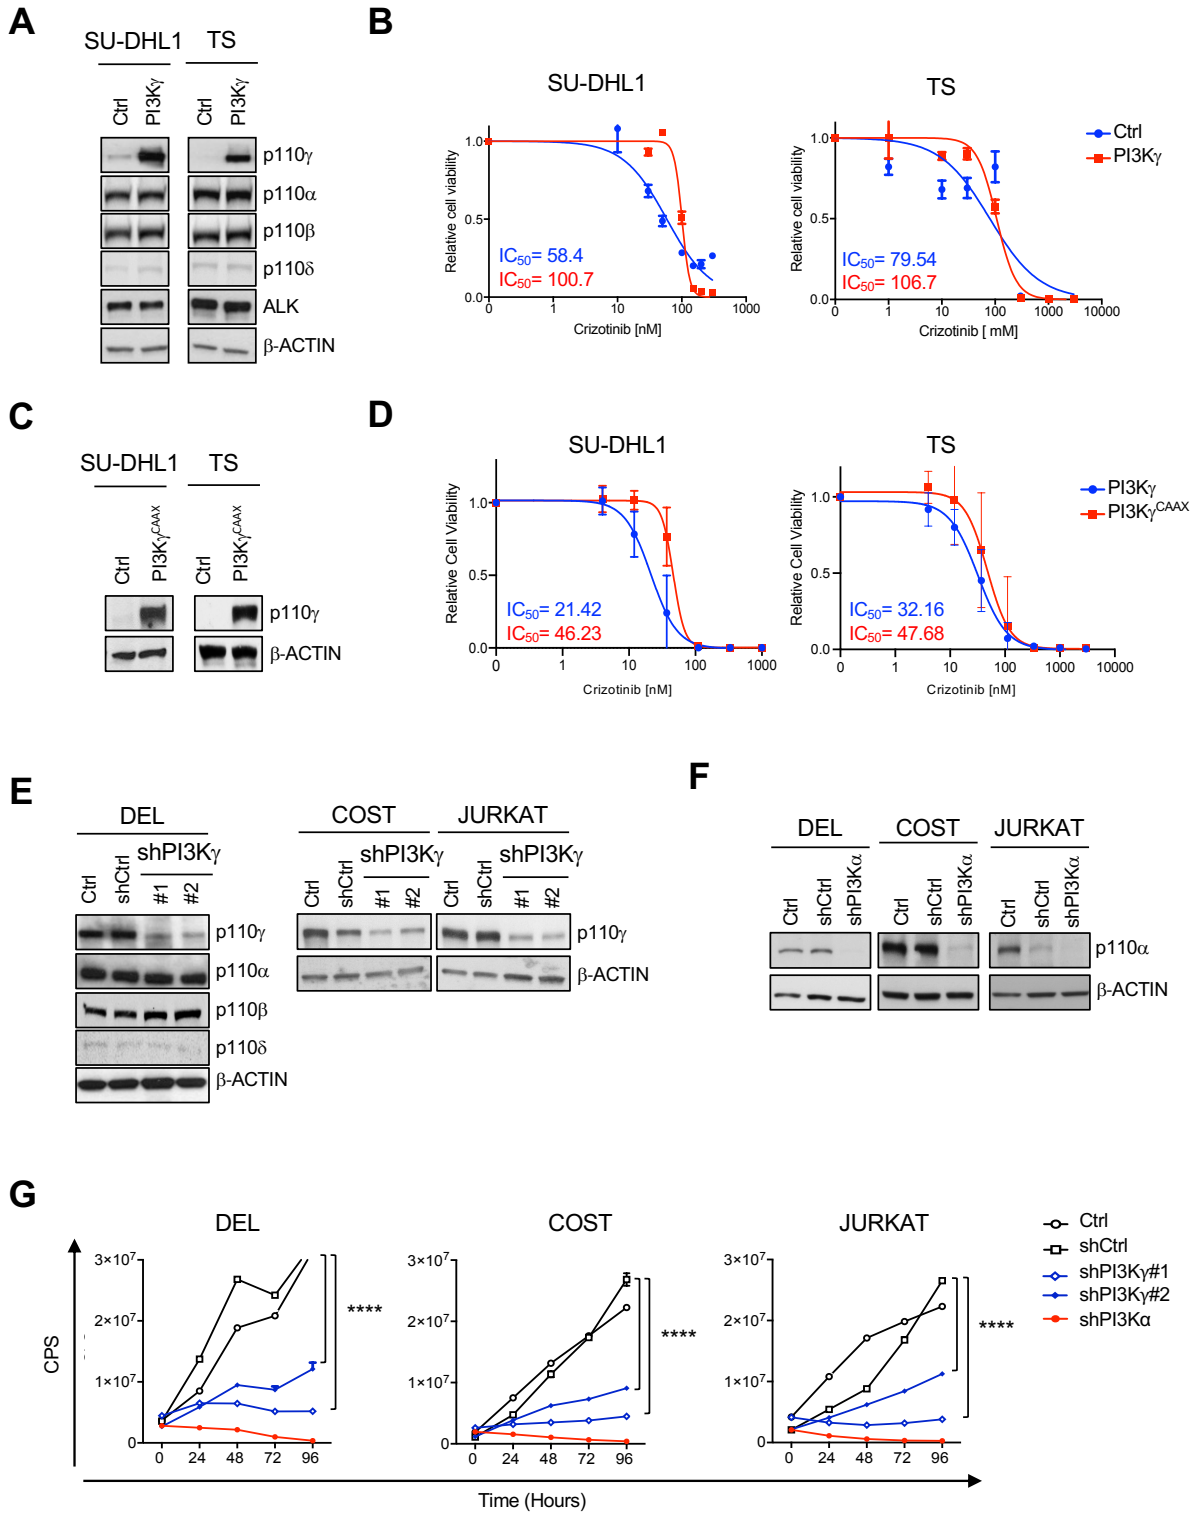 A
SU-DHL1 TS
Ctrl PI3Kγ Ctrl PI3Kγ
p110γ
p110α
p110β
p110δ
ALK
β-ACTIN
B
SU-DHL1
Relative cell viability
1.0
0.5
0.0
IC50= 58.4
IC50= 100.7
0 1 10 100 1000
Crizotinib [nM]
TS
Relative cell viability
1.0
0.5
0.0
IC50= 79.54
IC50= 106.7
0 1 10 100 1000 10000
Crizotinib [ mM]
Ctrl
PI3Kγ
C
SU-DHL1 TS
Ctrl PI3KγCAAX Ctrl PI3KγCAAX
p110γ
β-ACTIN
D
SU-DHL1
Relative Cell Viability
1.0
0.5
0.0
IC50= 21.42
IC50= 46.23
0 1 10 100 1000
Crizotinib [nM]
TS
Relative Cell Viability
1.0
0.5
0.0
IC50= 32.16
IC50= 47.68
0 1 10 100 1000 10000
Crizotinib [nM]
PI3Kγ
PI3KγCAAX
E
DEL
shPI3Kγ
Ctrl shCtrl #1 #2
p110γ
p110α
p110β
p110δ
β-ACTIN
COST JURKAT
shPI3Kγ shPI3Kγ
Ctrl shCtrl #1 #2 Ctrl shCtrl #1 #2
p110γ
β-ACTIN
F
DEL COST JURKAT
Ctrl shCtrl shPI3Kα Ctrl shCtrl shPI3Kα Ctrl shCtrl shPI3Kα
p110α
β-ACTIN
G
CPS
DEL
3×10⁷
2×10⁷
1×10⁷
0
0 24 48 72 96
****
COST
3×10⁷
2×10⁷
1×10⁷
0
0 24 48 72 96
****
JURKAT
3×10⁷
2×10⁷
1×10⁷
0
0 24 48 72 96
****
Ctrl
shCtrl
shPI3Kγ#1
shPI3Kγ#2
shPI3Kα
Time (Hours)